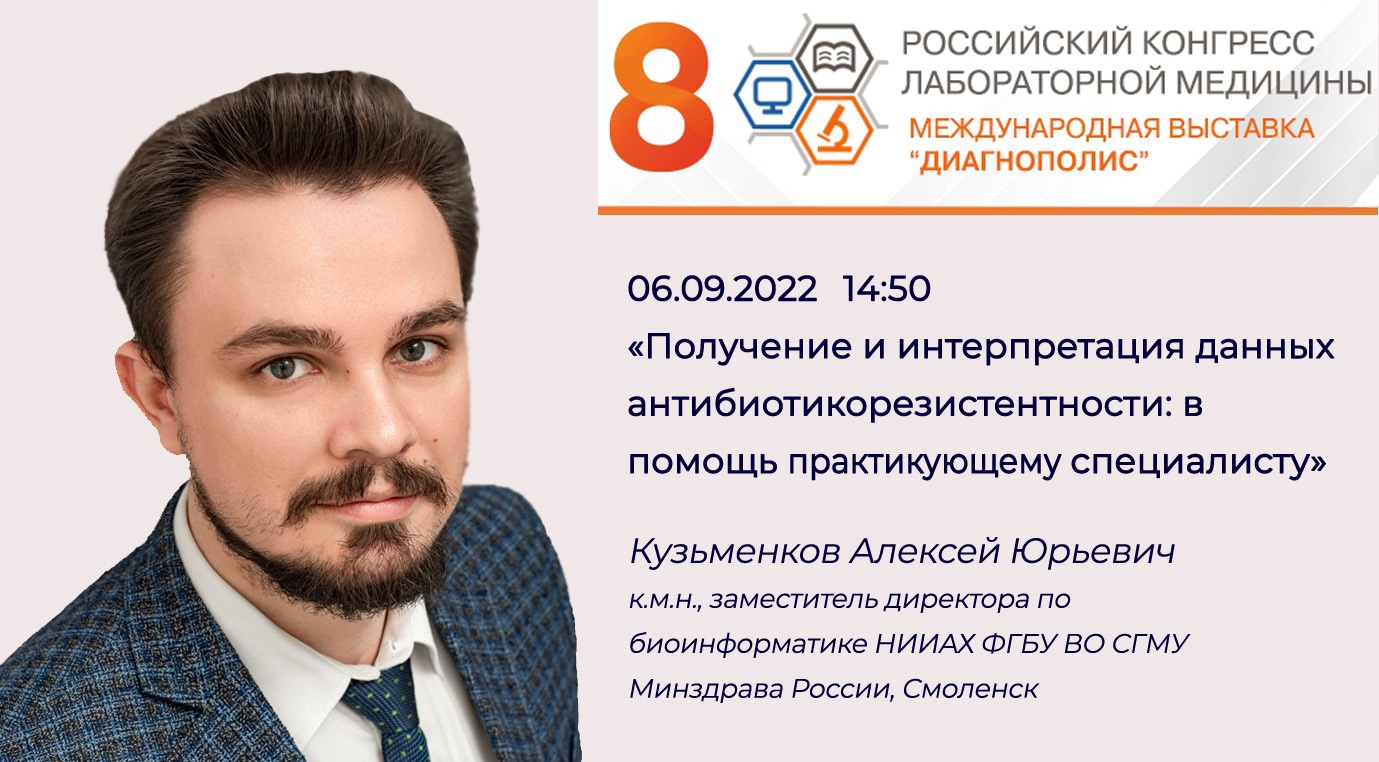 8
РОССИЙСКИЙ КОНГРЕСС
ЛАБОРАТОРНОЙ МЕДИЦИНЫ
МЕЖДУНАРОДНАЯ ВЫСТАВКА
“ДИАГНОПОЛИС”
06.09.2022 14:50
«Получение и интерпретация данных
антибиотикорезистентности: в
помощь практикующему специалисту»
Кузьменков Алексей Юрьевич
к.м.н., заместитель директора по
биоинформатике НИИАХ ФГБУ ВО СГМУ
Минздрава России, Смоленск